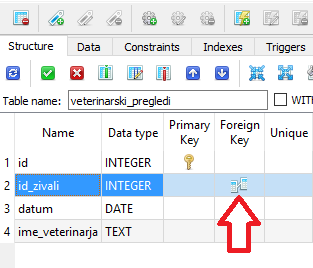 Structure Data Constraints Indexes Triggers
Table name: veterinarski_pregledi WITH
Name Data type Primary Key Foreign Key Unique
1 id INTEGER
2 id_zivali INTEGER
3 datum DATE
4 ime_veterinarja TEXT